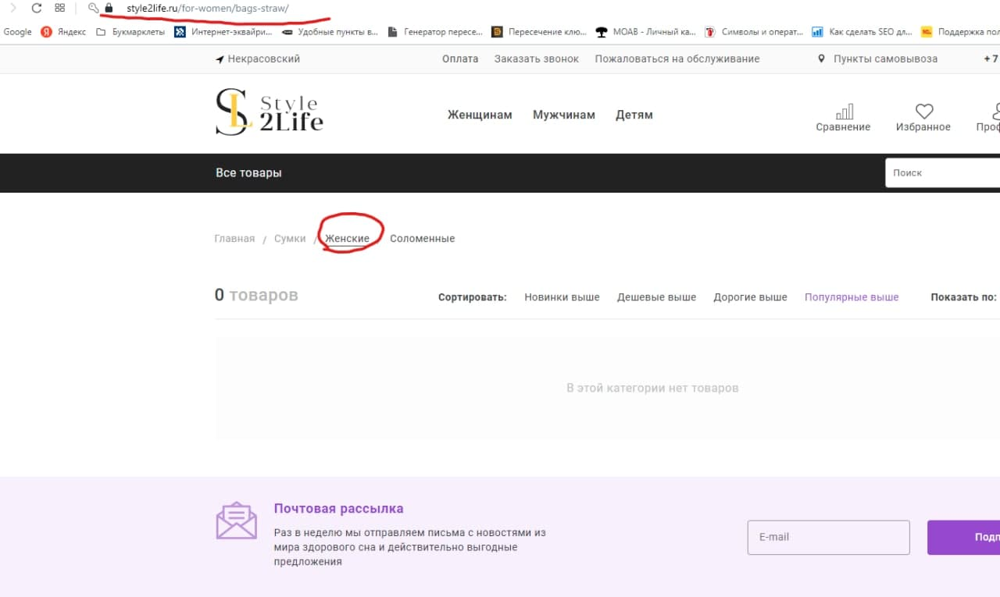 style2life.ru/for-women/bags-straw/
Google Яндекс Букмарклеты Интернет-эквайри... Удобные пункты в... Генератор пересе... Пересечение клю... МОАВ - Личный ка... Символы и операт... Как сделать SEO дл... Поддержка пол
Некрасовский Оплата Заказать звонок Пожаловаться на обслуживание Пункты самовывоза +7
SL Style
2Life
Женщинам Мужчинам Детям
Сравнение Избранное Проф
Все товары Поиск
Главная / Сумки / Женские Соломенные
0 товаров Сортировать: Новинки выше Дешевые выше Дорогие выше Популярные выше Показать по:
В этой категории нет товаров
Почтовая рассылка
Раз в неделю мы отправляем письма с новостями из
мира здорового сна и действительно выгодные
предложения
E-mail Подп